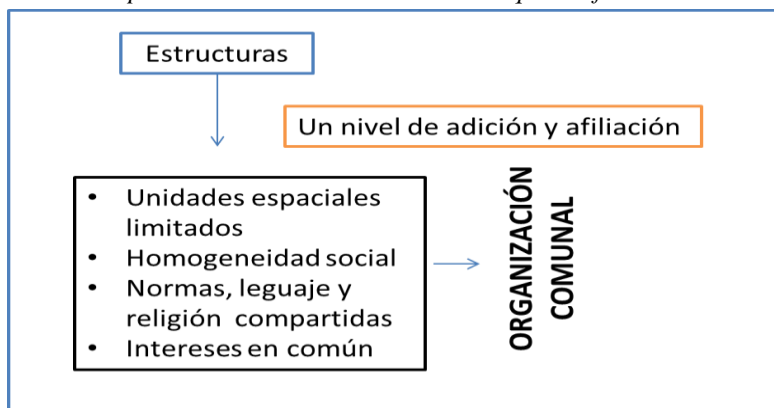 Estructuras
Un nivel de adición y afiliación
• Unidades espaciales
limitados
• Homogeneidad social
• Normas, leguaje y
religión compartidas
• Intereses en común
ORGANIZACIÓN
COMUNAL